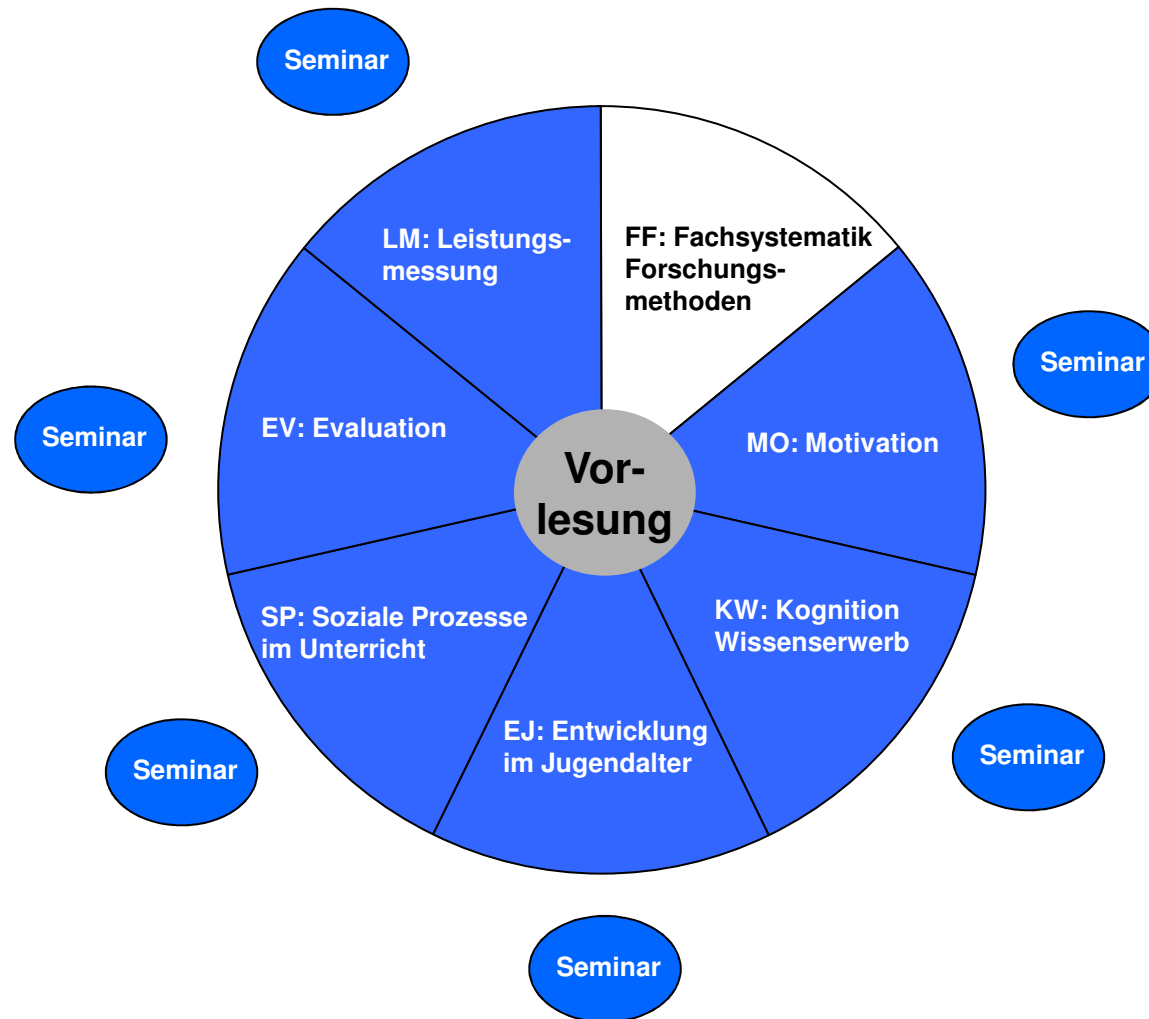 Seminar
LM: Leistungs-
messung
FF: Fachsystematik
Forschungs-
methoden
Seminar
Seminar
EV: Evaluation
MO: Motivation
Vor-
lesung
SP: Soziale Prozesse
im Unterricht
KW: Kognition
Wissenserwerb
EJ: Entwicklung
im Jugendalter
Seminar
Seminar
Seminar